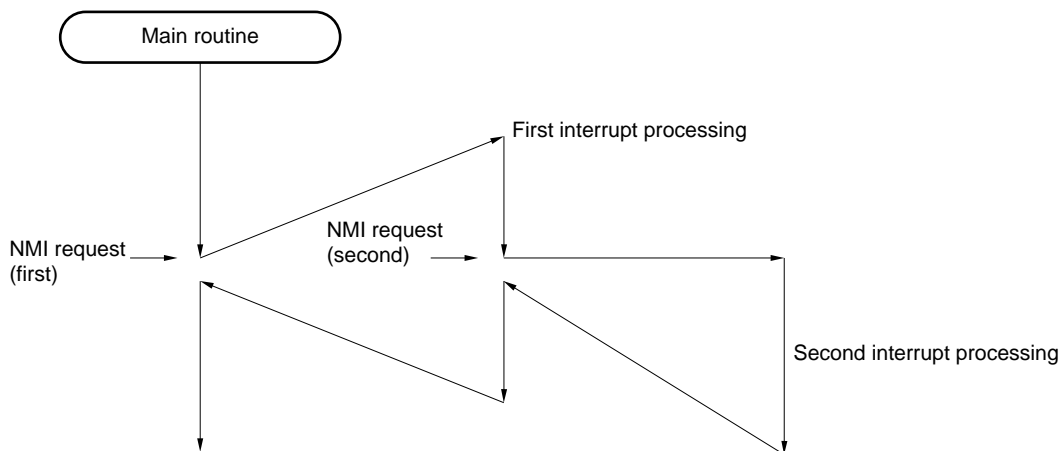 Main routine
First interrupt processing
NMI request
(first)
NMI request
(second)
Second interrupt processing